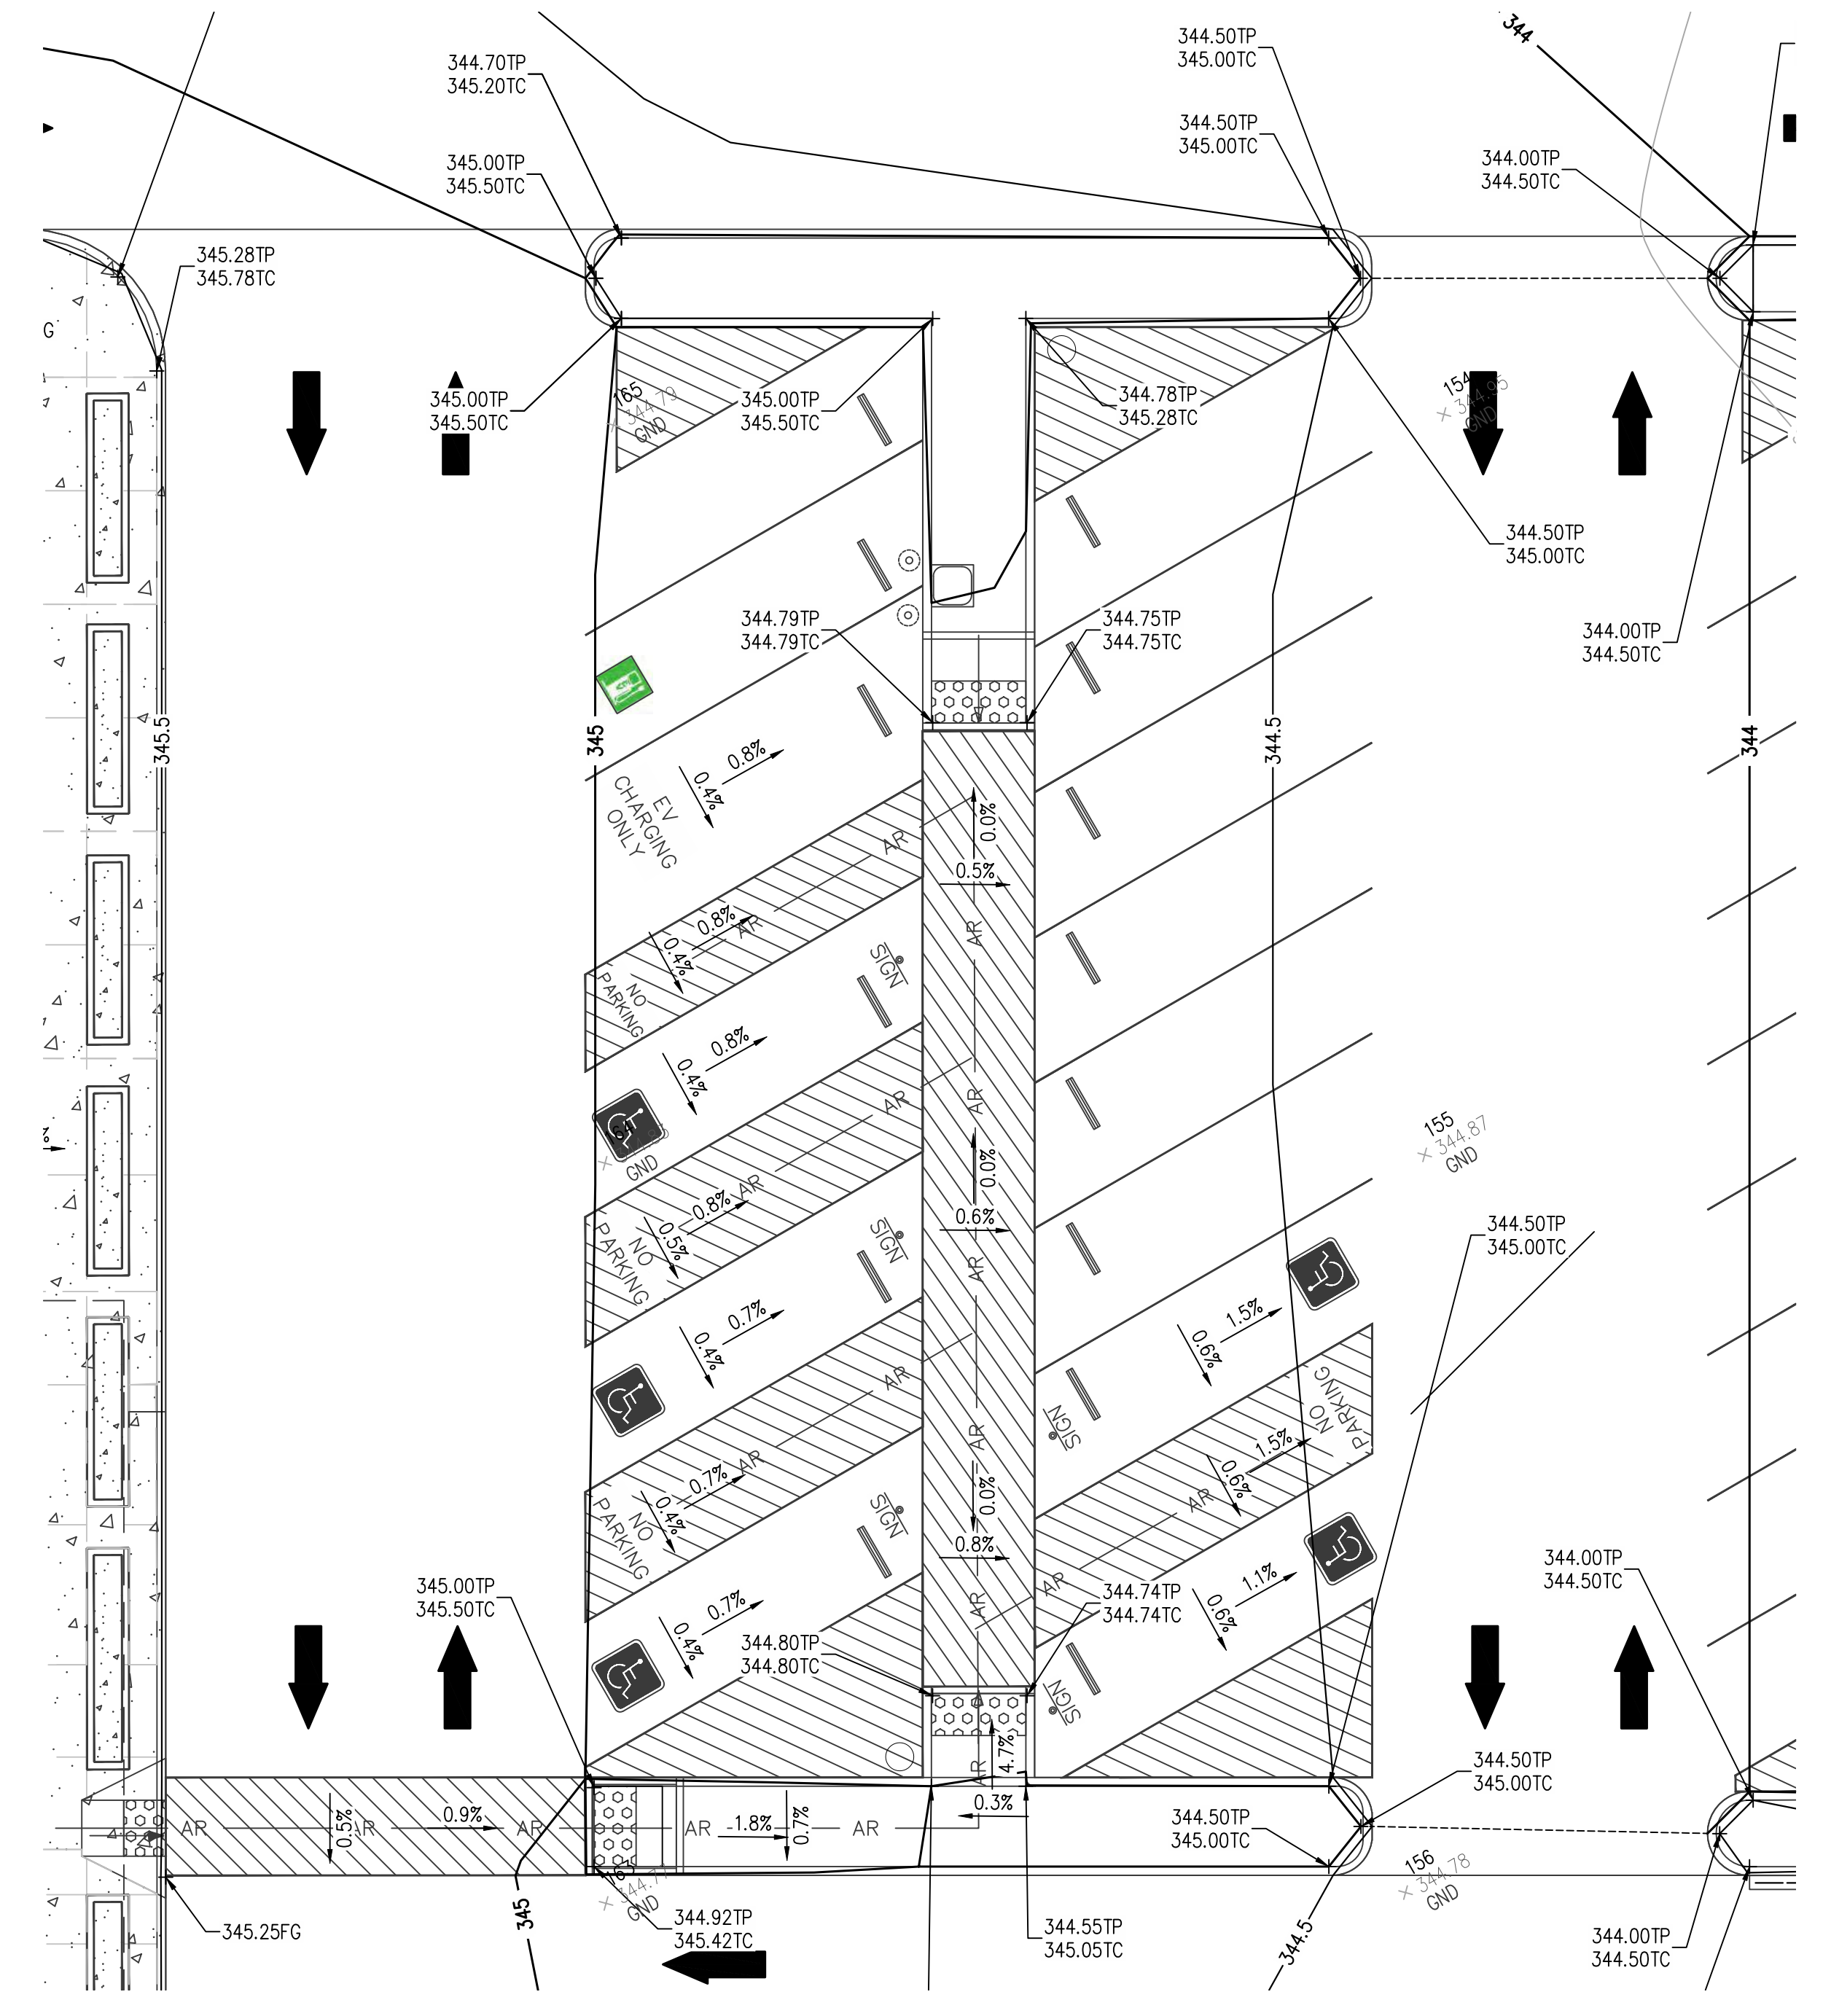 344
344.50TP
345.00TC
344.70TP
345.20TC
344.50TP
345.00TC
344.00TP
344.50TC
345.00TP
345.50TC
345.28TP
345.78TC
G
165
344.79
GND
345.00TP
345.50TC
345.00TP
345.50TC
344.78TP
345.28TC
154
344.95
GND
344.50TP
345.00TC
344.79TP
344.79TC
344.75TP
344.75TC
344.00TP
344.50TC
345.5
345
344.5
344
0.8%
0.4%
EV
CHARGING
ONLY
AR
0.0%
0.5%
0.8%
AR
0.4%
AR
SIGN
NO
PARKING
0.8%
0.4%
AR
AR
GND
155
344.87
GND
AR
0.8%
0.0%
0.6%
0.5%
SIGN
NO
PARKING
AR
344.50TP
345.00TC
0.7%
0.4%
1.5%
0.6%
AR
SIGN
AR
NO
PARKING
0.7%
AR
0.4%
1.5%
0.6%
AR
0.0%
SIGN
NO
PARKING
0.8%
344.00TP
344.50TC
345.00TP
345.50TC
0.7%
0.4%
AR
AR
344.74TP
344.74TC
1.1%
0.6%
344.80TP
344.80TC
SIGN
4.7%
AR
344.50TP
345.00TC
0.3%
AR
0.5%
AR
0.9%
AR
AR
1.8%
0.7%
AR
344.50TP
345.00TC
156
344.78
GND
GND
345
344.5
345.25FG
344.92TP
345.42TC
344.55TP
345.05TC
344.00TP
344.50TC